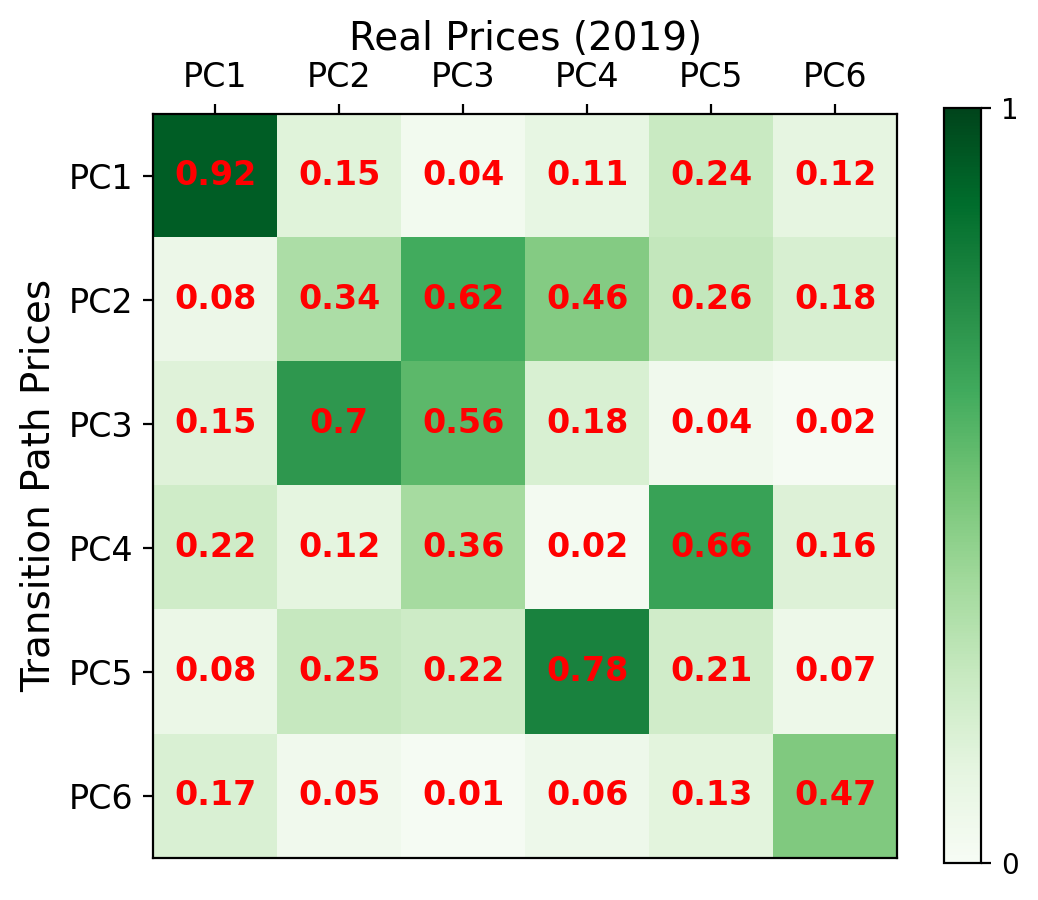 Real Prices (2019)
PC1 PC2 PC3 PC4 PC5 PC6
Transition Path Prices
PC1 0.92 0.15 0.04 0.11 0.24 0.12
PC2 0.08 0.34 0.62 0.46 0.26 0.18
PC3 0.15 0.7 0.56 0.18 0.04 0.02
PC4 0.22 0.12 0.36 0.02 0.66 0.16
PC5 0.08 0.25 0.22 0.78 0.21 0.07
PC6 0.17 0.05 0.01 0.06 0.13 0.47
1
0